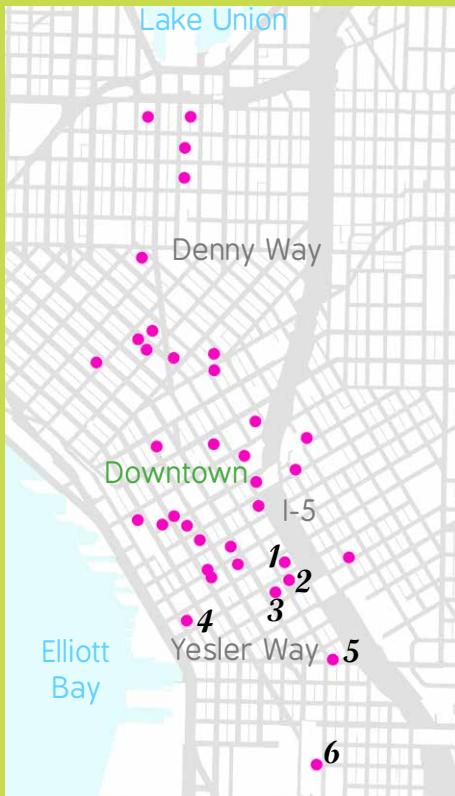 Lake Union
Denny Way
Downtown
I-5
1
2
3
4
Yesler Way
5
Elliott
Bay
6